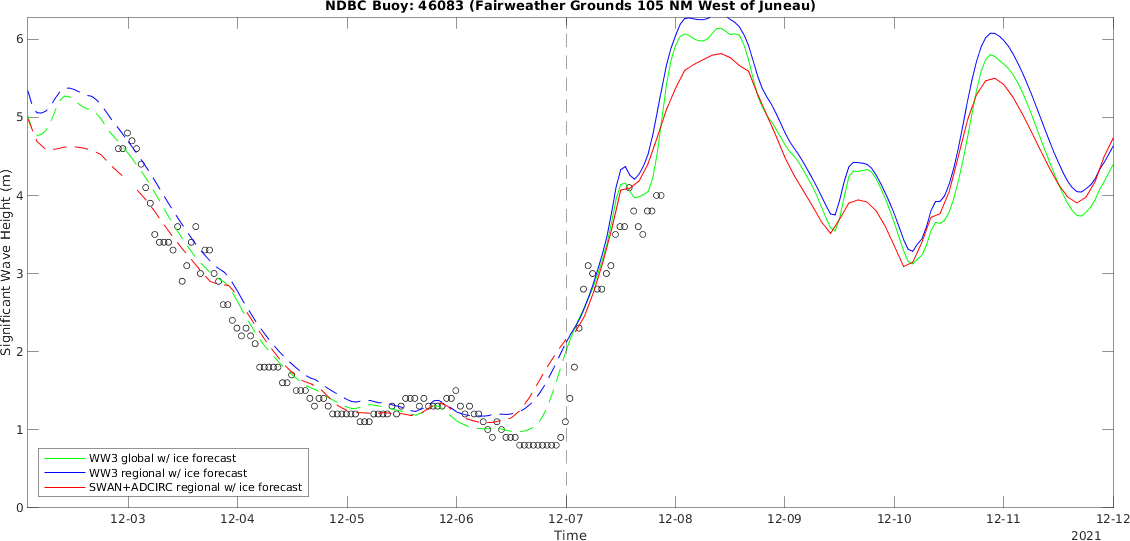 NDBC Buoy: 46083 (Fairweather Grounds 105 NM West of Juneau)
Significant Wave Height (m)
6
5
4
3
2
1
0
WW3 global w/ ice forecast
WW3 regional w/ ice forecast
SWAN+ADCIRC regional w/ ice forecast
12-03 12-04 12-05 12-06 12-07 12-08 12-09 12-10 12-11 12-12
Time
2021